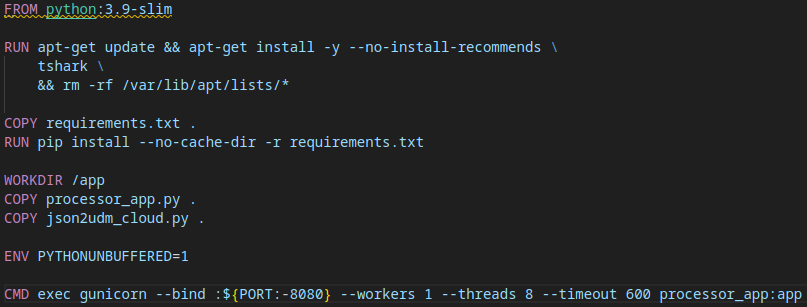 FROM python:3.9-slim
RUN apt-get update && apt-get install -y --no-install-recommends \
tshark \
&& rm -rf /var/lib/apt/lists/*
COPY requirements.txt .
RUN pip install --no-cache-dir -r requirements.txt
WORKDIR /app
COPY processor_app.py .
COPY json2udm_cloud.py .
ENV PYTHONUNBUFFERED=1
CMD exec gunicorn --bind :${PORT:-8080} --workers 1 --threads 8 --timeout 600 processor_app:app